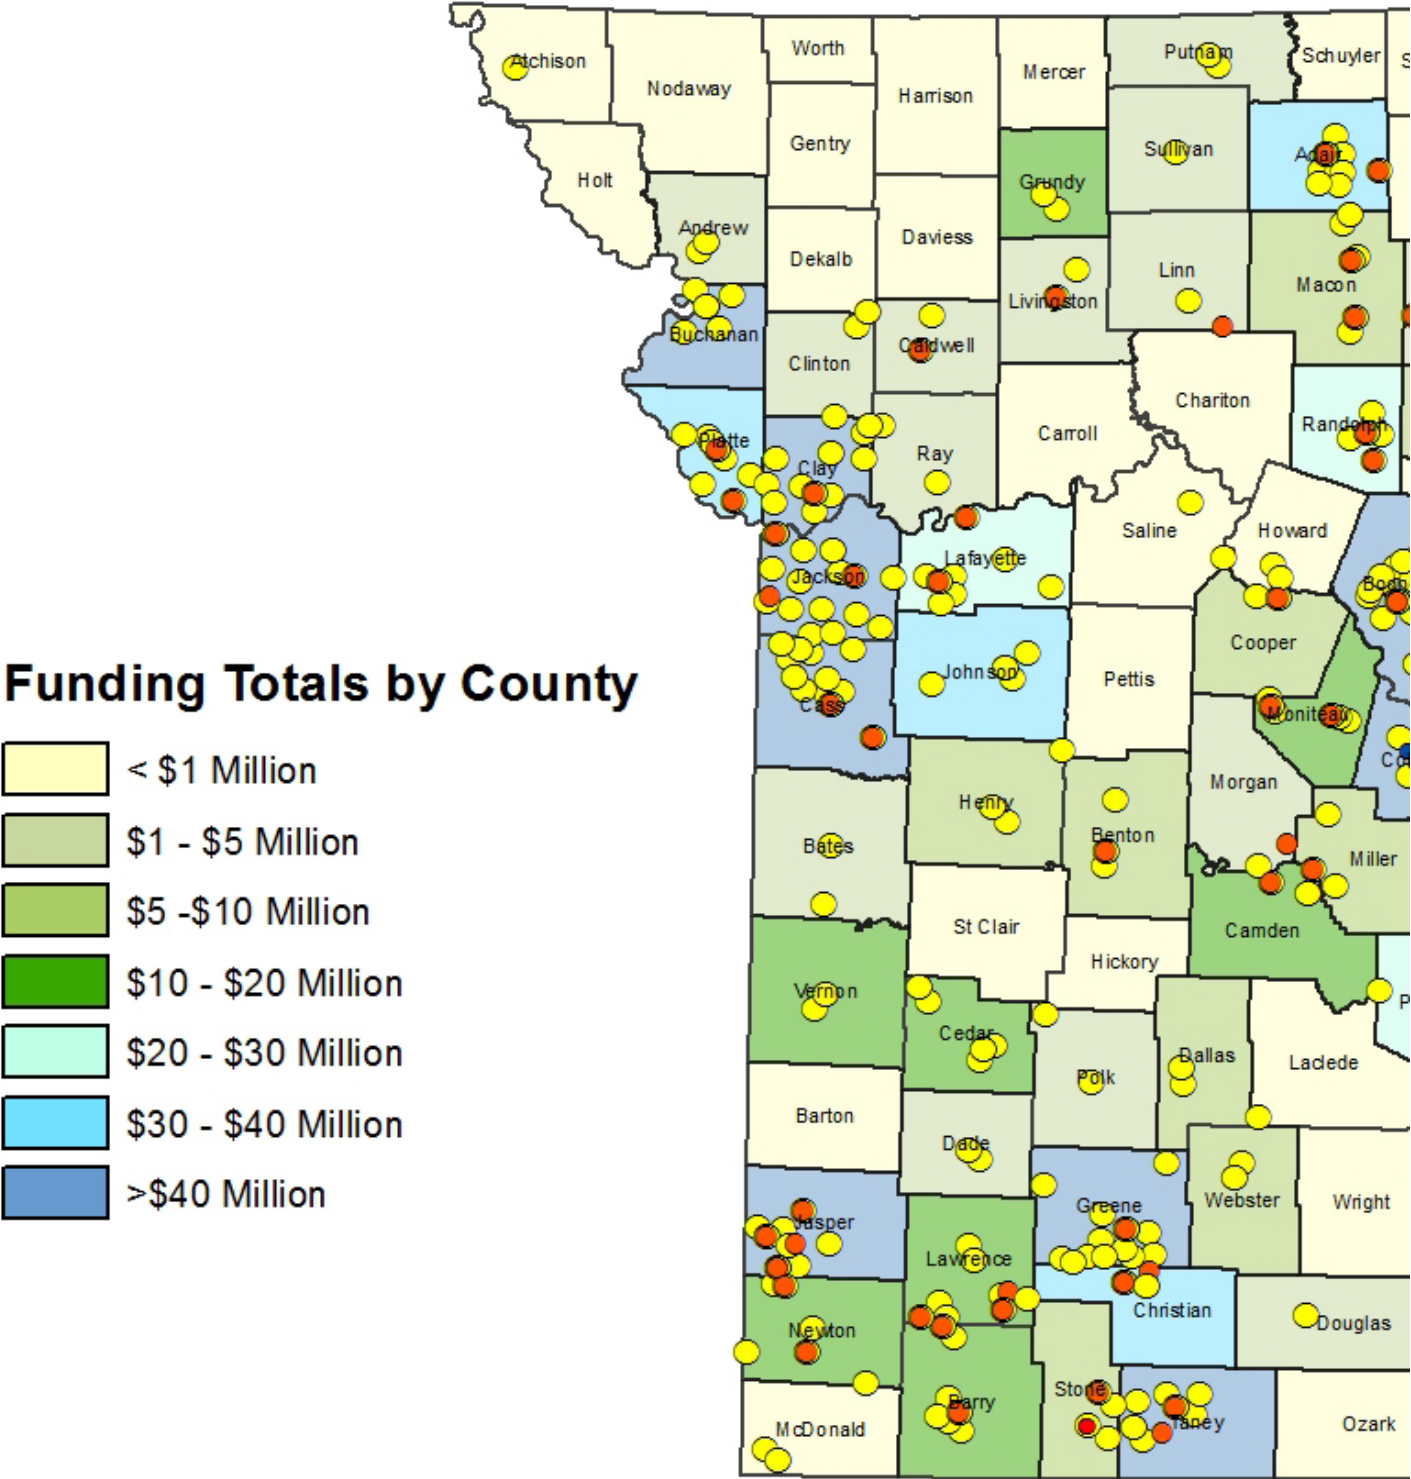 Atchison
Nodaway
Worth
Harrison
Mercer
Putnam
Schuyler
S
Gentry
Holt
Grundy
Sullivan
Adair
Andrew
Dekalb
Daviess
Linn
Macon
Livingston
Buchanan
Clinton
Caldwell
Chariton
Randolph
Platte
Clay
Ray
Carroll
Saline
Howard
Lafayette
Jackson
Boon
Cooper
Johnson
Pettis
Cass
Moniteau
Morgan
Col
Henry
Benton
Bates
Miller
St Clair
Camden
Hickory
Vernon
P
Cedar
Dallas
Laclede
Polk
Barton
Dade
Webster
Wright
Greene
Jasper
Lawrence
Christian
Douglas
Newton
Stone
Barry
Taney
McDonald
Ozark
Funding Totals by County
< $1 Million
$1 - $5 Million
$5 -$10 Million
$10 - $20 Million
$20 - $30 Million
$30 - $40 Million
>$40 Million